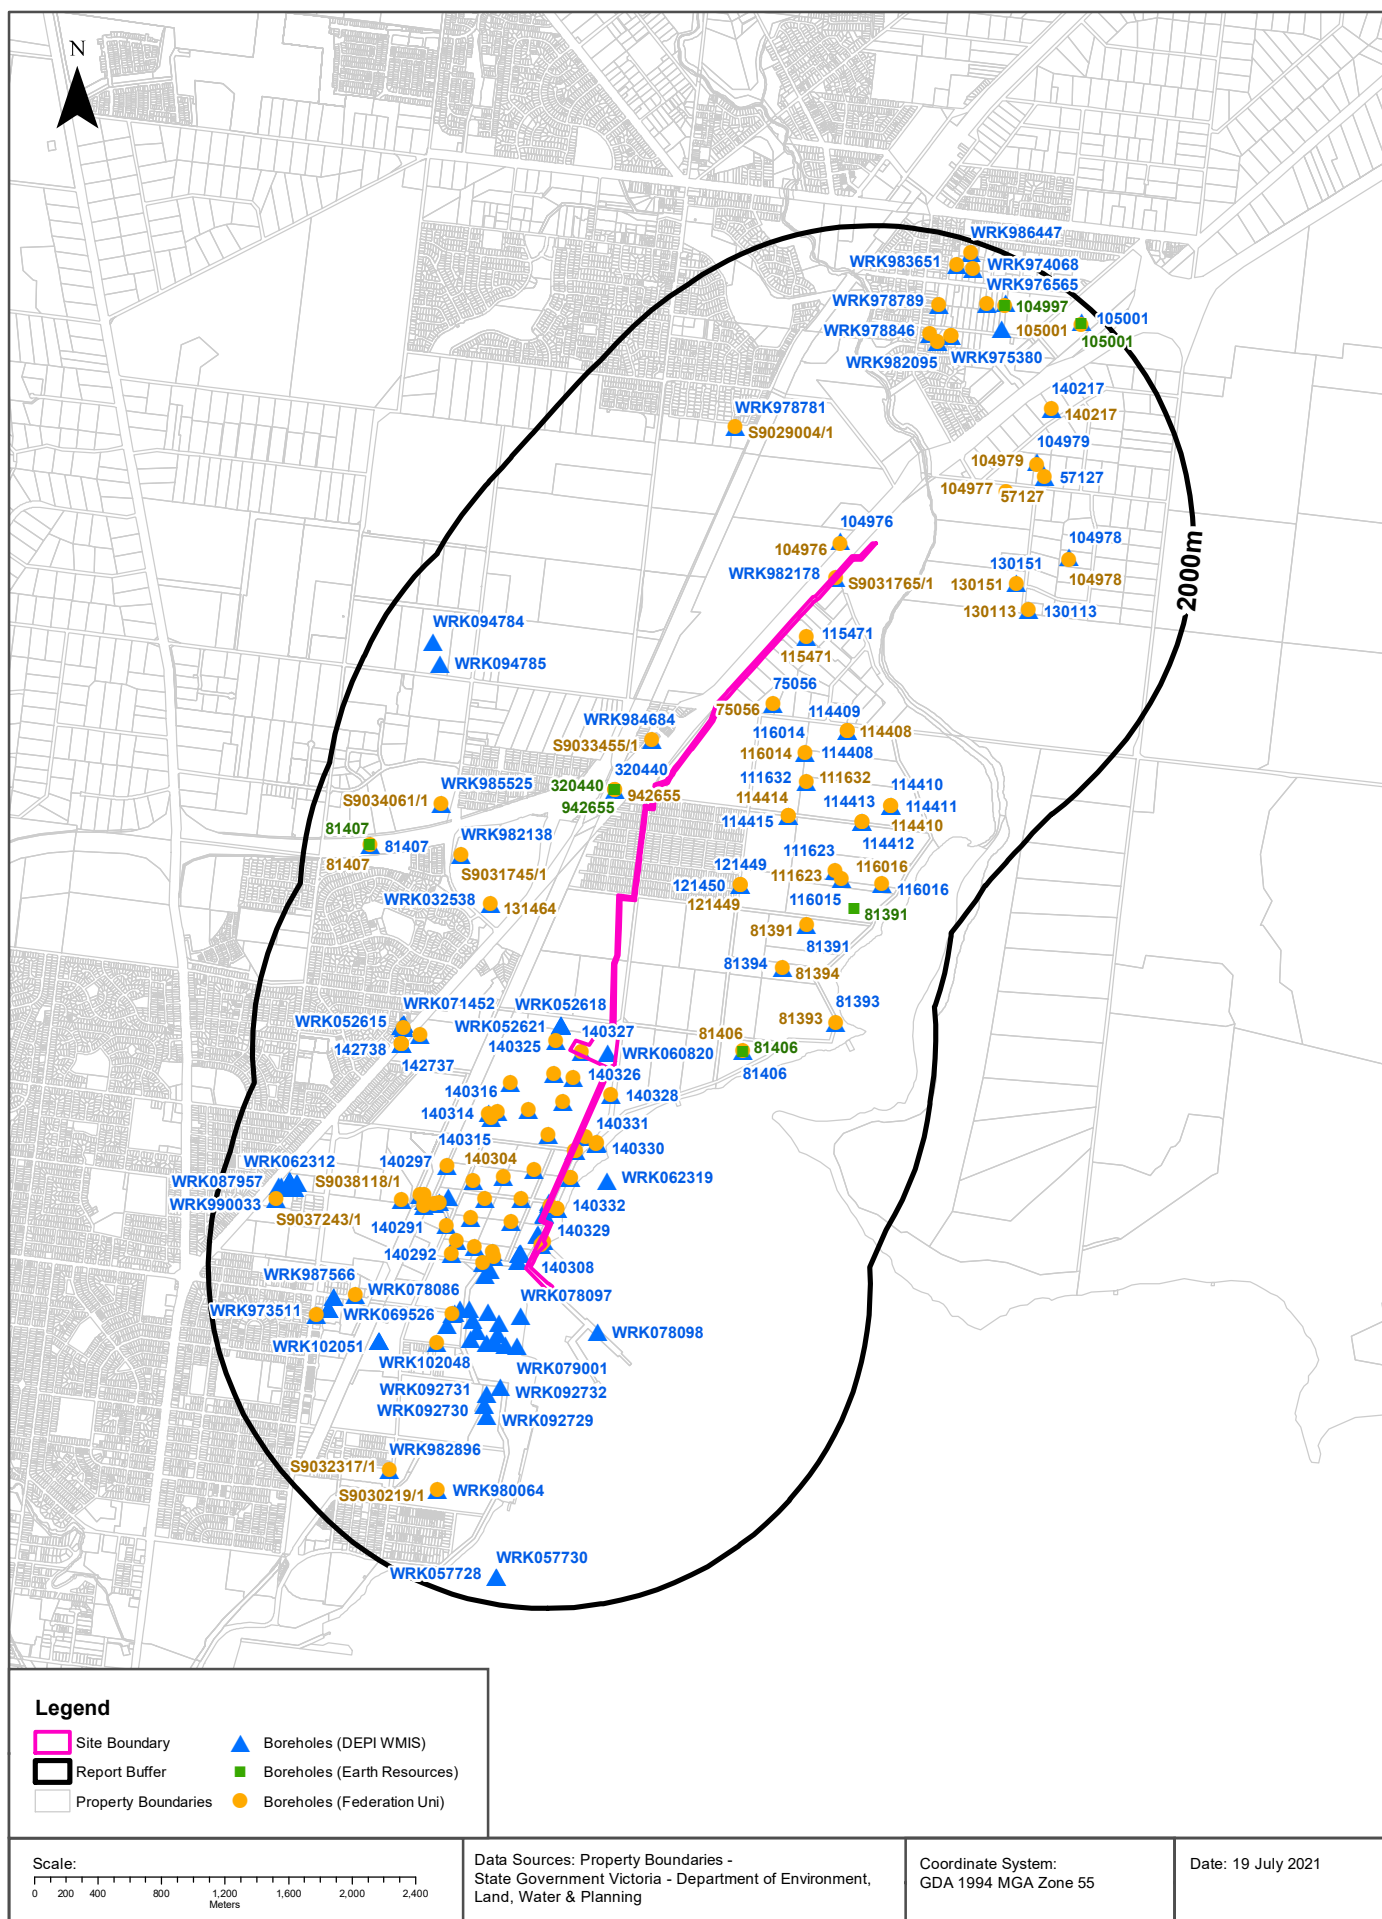 N
WRK986447
WRK983651
WRK974068
WRK976565
WRK978789
104997
105001
105001
105001
WRK978846
WRK975380
WRK982095
140217
140217
WRK978781
S9029004/1
104979
104979
57127
104977
57127
104976
104976
104978
104978
2000m
WRK982178
S9031765/1
130151
130151
130113
130113
WRK094784
WRK094785
115471
115471
75056
75056
114409
WRK984684
S9033455/1
116014
114408
116014
114408
320440
320440
111632
111632
114410
942655
942655
WRK985525
S9034061/1
114414
114413
114411
114415
114410
114412
81407
81407
81407
WRK982138
S9031745/1
111623
121449
116016
111623
121450
116016
121449
116015
WRK032538
131464
81391
81391
81391
81394
81394
WRK071452
WRK052618
81393
81393
WRK052615
WRK052621
140327
142738
140325
81406
81406
WRK060820
81406
142737
140326
140316
140328
140314
140331
140315
140330
WRK062312
140297
140304
WRK087957
S9038118/1
WRK062319
WRK990033
140332
S9037243/1
140291
140329
140292
140308
WRK987566
WRK078086
WRK078097
WRK973511
WRK069526
WRK078098
WRK102051
WRK102048
WRK079001
WRK092731
WRK092732
WRK092730
WRK092729
WRK982896
S9032317/1
S9030219/1
WRK980064
WRK057730
WRK057728
Legend
Site Boundary
Boreholes (DEPI WMIS)
Report Buffer
Boreholes (Earth Resources)
Property Boundaries
Boreholes (Federation Uni)
Scale:
0 200 400 800 1,200 1,600 2,000 2,400
Meters
Data Sources: Property Boundaries -
State Government Victoria - Department of Environment,
Land, Water & Planning
Coordinate System:
GDA 1994 MGA Zone 55
Date: 19 July 2021